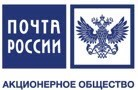 ПОЧТА
РОССИИ
АКЦИОНЕРНОЕ ОБЩЕСТВО